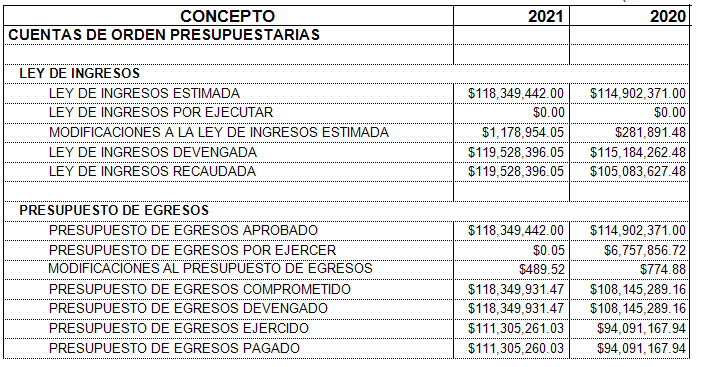 CONCEPTO 2021 2020
CUENTAS DE ORDEN PRESUPUESTARIAS
LEY DE INGRESOS
LEY DE INGRESOS ESTIMADA $118,349,442.00 $114,902,371.00
LEY DE INGRESOS POR EJECUTAR $0.00 $0.00
MODIFICACIONES A LA LEY DE INGRESOS ESTIMADA $1,178,954.05 $281,891.48
LEY DE INGRESOS DEVENGADA $119,528,396.05 $115,184,262.48
LEY DE INGRESOS RECAUDADA $119,528,396.05 $105,083,627.48
PRESUPUESTO DE EGRESOS
PRESUPUESTO DE EGRESOS APROBADO $118,349,442.00 $114,902,371.00
PRESUPUESTO DE EGRESOS POR EJERCER $0.05 $6,757,856.72
MODIFICACIONES AL PRESUPUESTO DE EGRESOS $489.52 $774.88
PRESUPUESTO DE EGRESOS COMPROMETIDO $118,349,931.47 $108,145,289.16
PRESUPUESTO DE EGRESOS DEVENGADO $118,349,931.47 $108,145,289.16
PRESUPUESTO DE EGRESOS EJERCIDO $111,305,261.03 $94,091,167.94
PRESUPUESTO DE EGRESOS PAGADO $111,305,260.03 $94,091,167.94